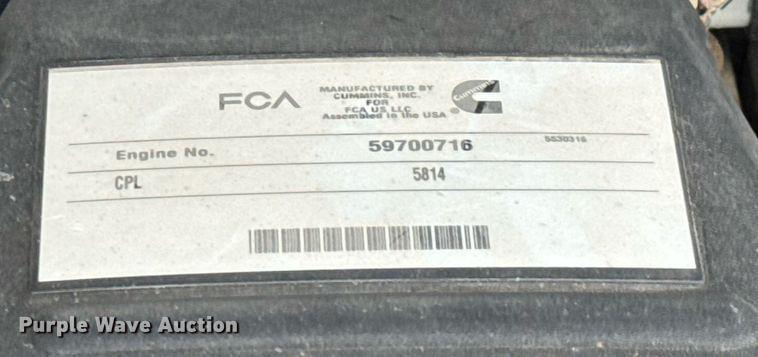 FCA
MANUFACTURED BY
CUMMINS, INC.
FOR
FCA US LLC
Assembled in the USA
Cummins
®
Engine No. 59700716 5530316
CPL 5814
Purple Wave Auction